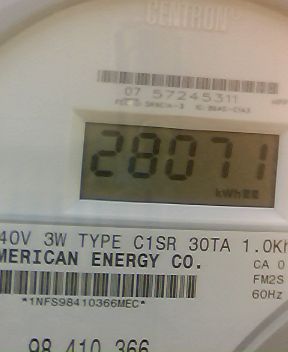 CENTRON
07 57245311
28071
kWh
40V 3W TYPE C1SR 30TA 1.0Kh
MERICAN ENERGY CO.
CA 0
FM2S
60Hz
*1NFS98410366MEC*
98 410 366